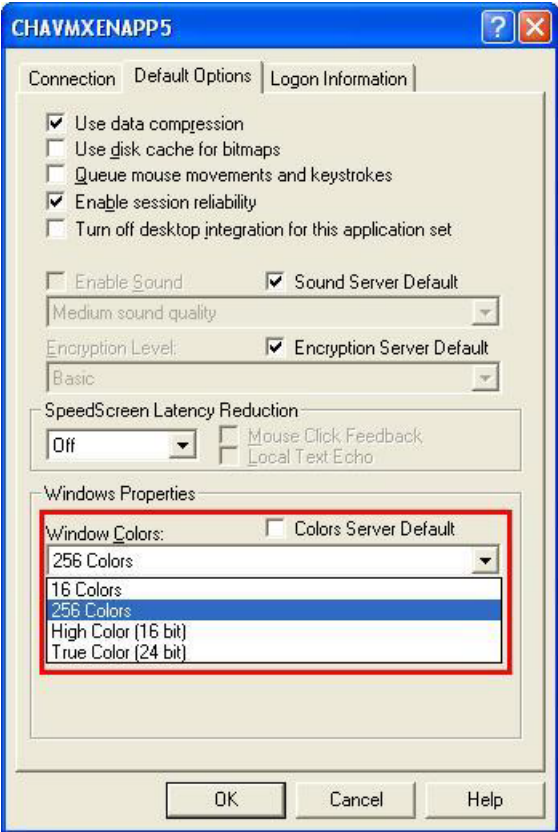 CHAVMXENAPP5
Connection Default Options Logon Information
Use data compression
Use disk cache for bitmaps
Queue mouse movements and keystrokes
Enable session reliability
Turn off desktop integration for this application set
Enable Sound Sound Server Default
Medium sound quality
Encryption Level: Encryption Server Default
Basic
SpeedScreen Latency Reduction
Off Mouse Click Feedback
Local Text Echo
Windows Properties
Window Colors: Colors Server Default
256 Colors
16 Colors
256 Colors
High Color (16 bit)
True Color (24 bit)
OK Cancel Help